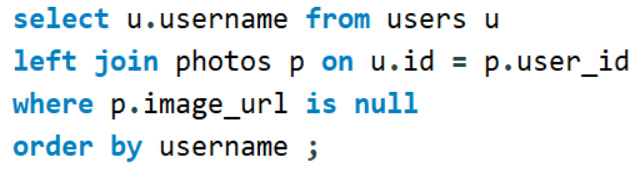 select u.username from users u
left join photos p on u.id = p.user_id
where p.image_url is null
order by username ;